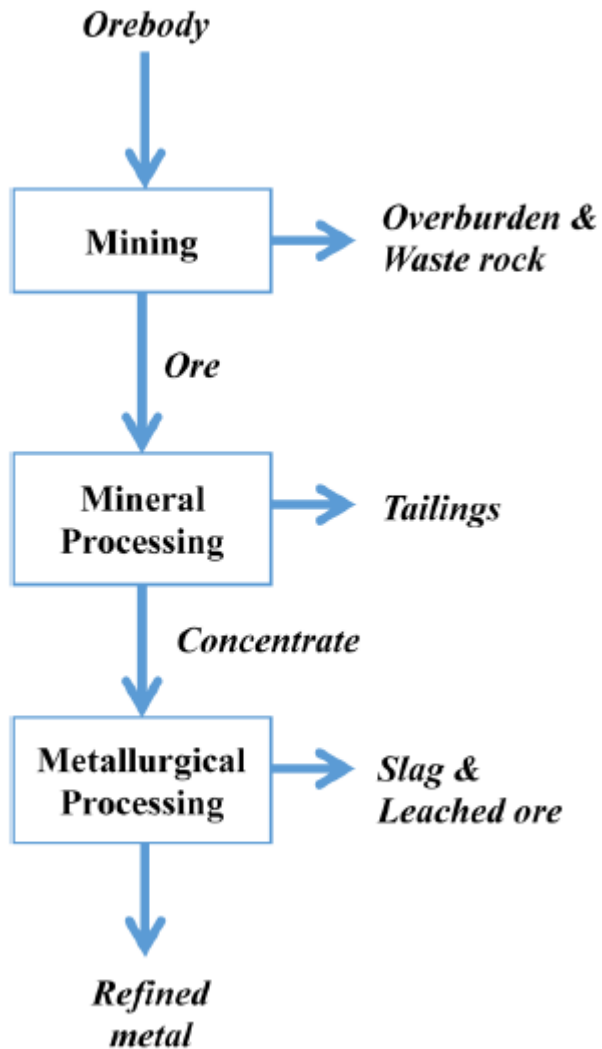 Orebody
Mining
Overburden &
Waste rock
Ore
Mineral
Processing
Tailings
Concentrate
Metallurgical
Processing
Slag &
Leached ore
Refined
metal